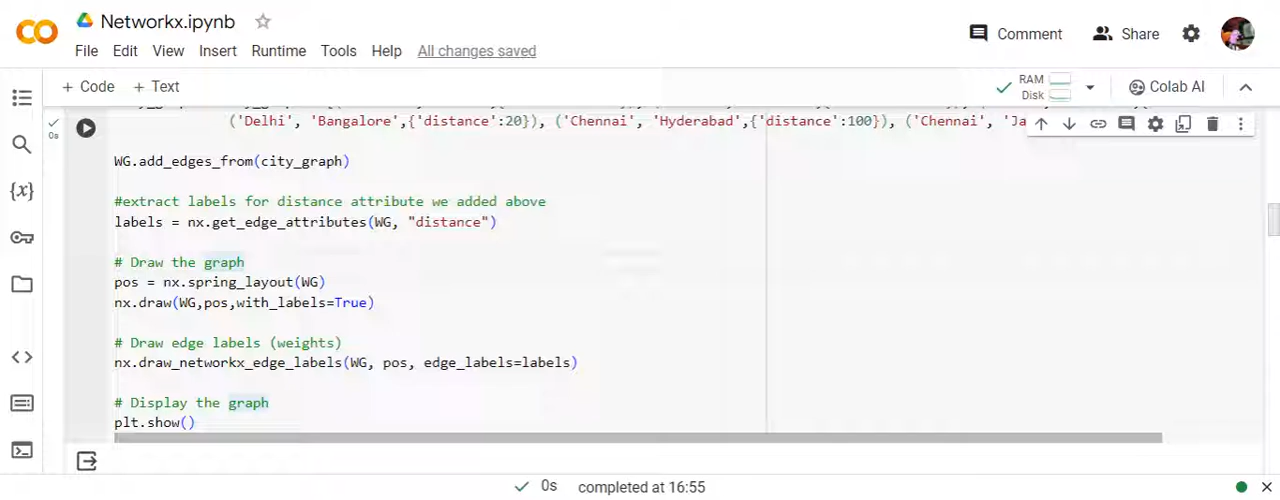 Networkx.ipynb
File Edit View Insert Runtime Tools Help All changes saved
Comment Share
+ Code + Text
RAM
Disk
Colab AI
0s
('Delhi', 'Bangalore',{'distance':20}), ('Chennai', 'Hyderabad',{'distance':100}), ('Chennai',
WG.add_edges_from(city_graph)
#extract labels for distance attribute we added above
labels = nx.get_edge_attributes(WG, "distance")
# Draw the graph
pos = nx.spring_layout(WG)
nx.draw(WG,pos,with_labels=True)
# Draw edge labels (weights)
nx.draw_networkx_edge_labels(WG, pos, edge_labels=labels)
# Display the graph
plt.show()
0s completed at 16:55